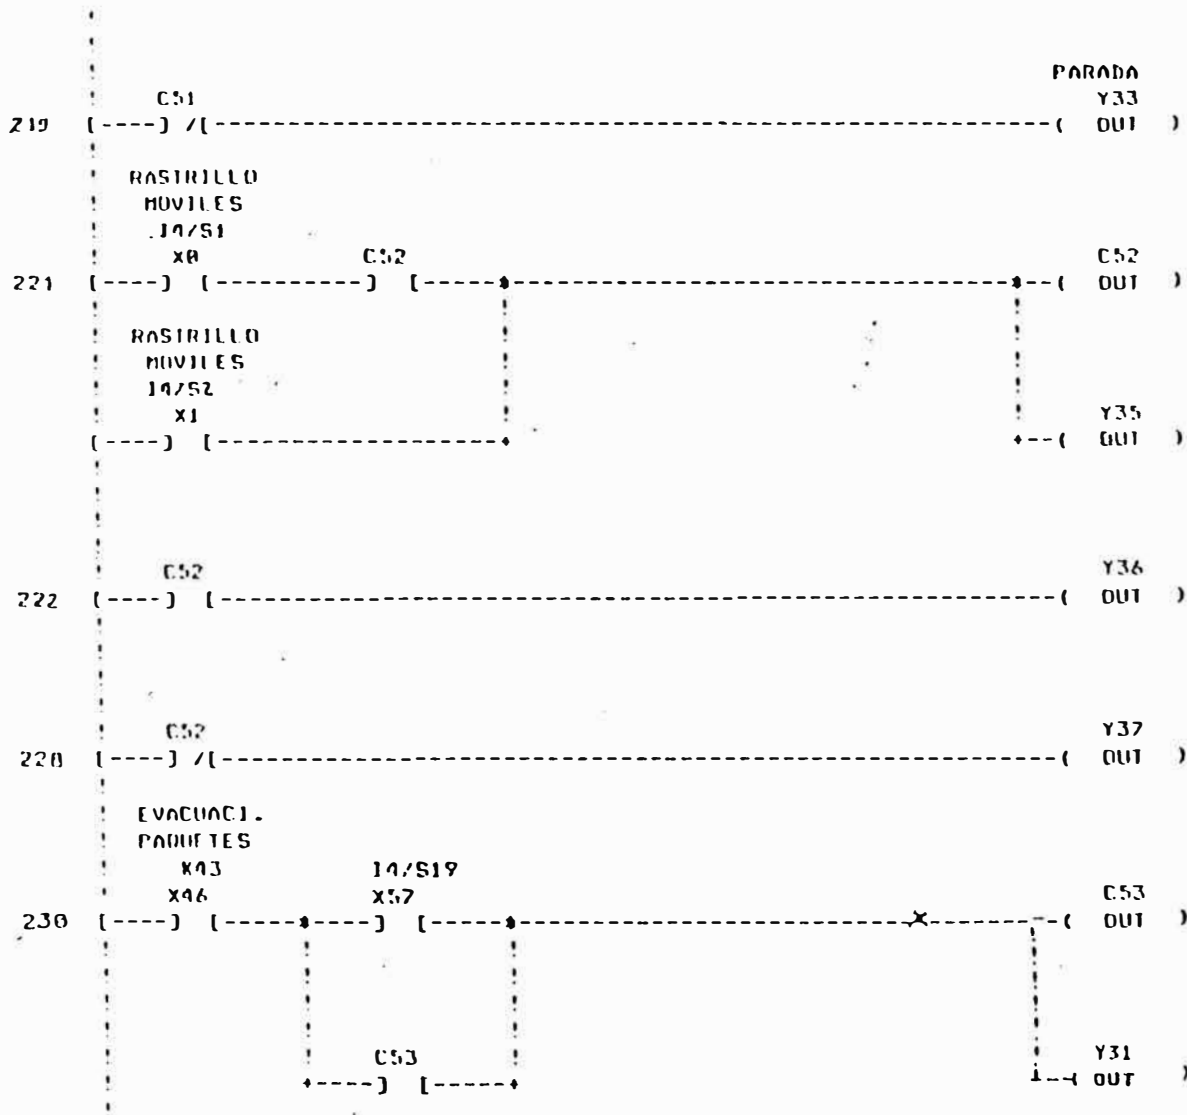 PARADA
C51 Y33
219 [----] /[----( OUT )
RASTRILLO
MOVILES
.14/S1
X0 C52 C52
221 [----] [----------] [----( OUT )
RASTRILLO
MOVILES
14/S2
X1 Y35
[----] [----( OUT )
C52 Y36
222 [----] [----( OUT )
C52 Y37
228 [----] /[----( OUT )
EVACUACI.
PAQUETES
K43 14/S19
X46 X57 C53
230 [----] [----] [----X----( OUT )
C53 Y31
----] [---- ( OUT )